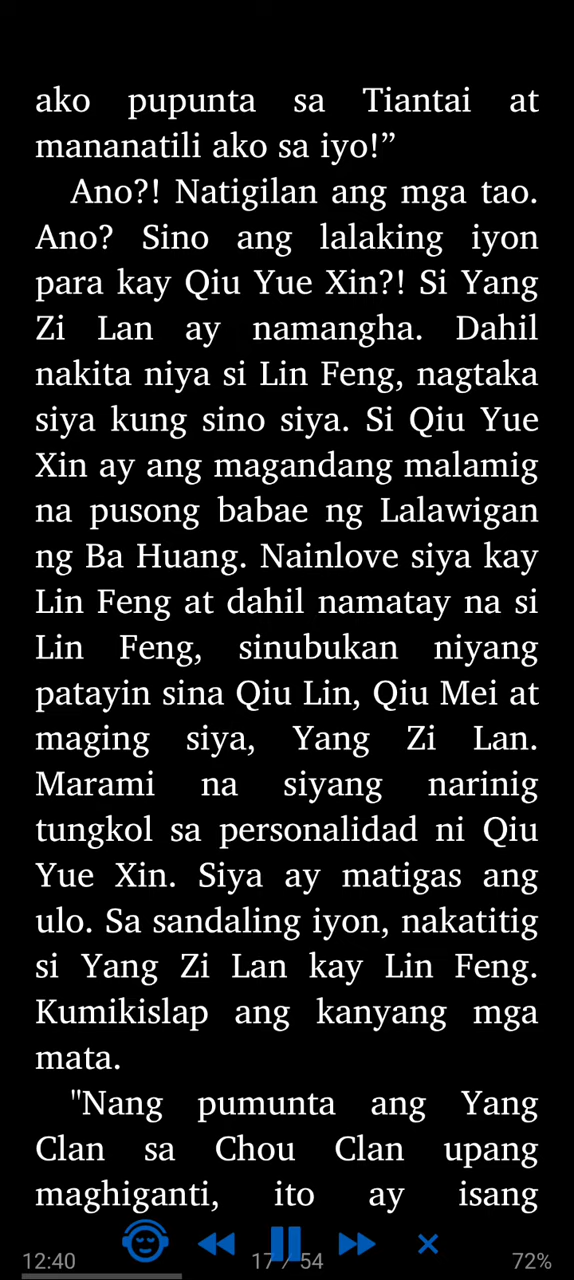 ako pupunta sa Tiantai at
mananatili ako sa iyo!”
Ano?! Natigilan ang mga tao.
Ano? Sino ang lalaking iyon
para kay Qiu Yue Xin?! Si Yang
Zi Lan ay namangha. Dahil
nakita niya si Lin Feng, nagtaka
siya kung sino siya. Si Qiu Yue
Xin ay ang magandang malamig
na pusong babae ng Lalawigan
ng Ba Huang. Nainlove siya kay
Lin Feng at dahil namatay na si
Lin Feng, sinubukan niyang
patayin sina Qiu Lin, Qiu Mei at
maging siya, Yang Zi Lan.
Marami na siyang narinig
tungkol sa personalidad ni Qiu
Yue Xin. Siya ay matigas ang
ulo. Sa sandaling iyon, nakatitig
si Yang Zi Lan kay Lin Feng.
Kumikislap ang kanyang mga
mata.
"Nang pumunta ang Yang
Clan sa Chou Clan upang
maghiganti, ito ay isang
12:40 17 / 54 72%